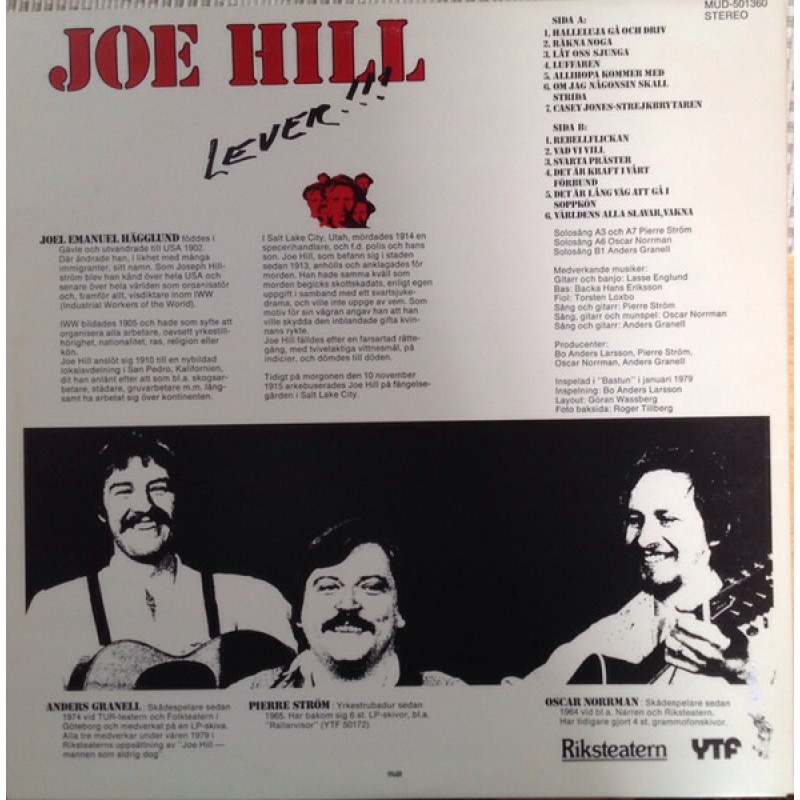 MUD-501360
STEREO
JOE HILL
LEVER!!!
SIDA A:
1. HALLELUJA GÅ OCH DRIV
2. RÄKNA NOGA
3. LÅT OSS SJUNGA
4. LUFFAREN
5. ALLIHOPA KOMMER MED
6. OM JAG NÅGONSIN SKALL
STRIDA
7. CASEY JONES-STREJKBRYTAREN
SIDA B:
1. REBELLFLICKAN
2. VAD VI VILL
3. SVARTA PRÄSTER
4. DET ÄR KRAFT I VÅRT
FÖRBUND
5. DET ÄR LÅNG VÄG ATT GÅ I
SOPPKÖN
6. VÄRLDENS ALLA SLAVAR, VAKNA
Solosång A3 och A7 Pierre Ström
Solosång A6 Oscar Norrman
Solosång B1 Anders Granell
Medverkande musiker:
Gitarr och banjo: Lasse Englund
Bas: Backa Hans Eriksson
Fiol: Torsten Loxbo
Sång och gitarr: Pierre Ström
Sång, gitarr och munspel: Oscar Norrman
Sång och gitarr: Anders Granell
Producenter:
Bo Anders Larsson, Pierre Ström,
Oscar Norrman, Anders Granell
Inspelad i "Bastun" i januari 1979
Inspelning: Bo Anders Larsson
Layout: Göran Wassberg
Foto baksida: Roger Tillberg
JOEL EMANUEL HÄGGLUND föddes i
Gävle och utvandrade till USA 1902.
Där ändrade han, i likhet med många
immigranter, sitt namn. Som Joseph Hill-
ström blev han känd över hela USA och
senare över hela världen som organisatör
och, framför allt, visdiktare inom IWW
(Industrial Workers of the World).
IWW bildades 1905 och hade som syfte att
organisera alla arbetare, oavsett yrkestill-
hörighet, nationalitet, ras, religion eller
kön.
Joe Hill anslöt sig 1910 till en nybildad
lokalavdelning i San Pedro, Kalifornien,
dit han anlänt efter att som bl.a. skogsar-
betare, städare, gruvarbetare m.m. lång-
samt ha arbetat sig över kontinenten.
I Salt Lake City, Utah, mördades 1914 en
specerihandlare, och f.d. polis och hans
son. Joe Hill, som befann sig i staden
sedan 1913, anhölls och anklagades för
morden. Han hade samma kväll som
morden begicks skottskadats, enligt egen
uppgift i samband med ett svartsjuke-
drama, och ville inte uppge av vem. Som
motiv för sin vägran angav han att han
ville skydda den inblandade gifta kvin-
nans rykte.
Joe Hill fälldes efter en farsartad rätte-
gång, med tvivelaktiga vittnesmål, på
indicier, och dömdes till döden.
Tidigt på morgonen den 10 november
1915 arkebuserades Joe Hill på fängelse-
gården i Salt Lake City.
ANDERS GRANELL : Skådespelare sedan
1974 vid TUR-teatern och Folkteatern i
Göteborg och medverkat på en LP-skiva.
Alla tre medverkar under våren 1979 i
Riksteaterns uppsättning av "Joe Hill —
mannen som aldrig dog".
PIERRE STRÖM : Yrkestrubadur sedan
1965. Har bakom sig 6 st. LP-skivor, bl.a.
"Rallarvisor" (YTF 50172)
OSCAR NORRMAN : Skådespelare sedan
1964 vid bl.a. Narren och Riksteatern.
Har tidigare gjort 4 st. grammofonskivor.
Riksteatern
YTF